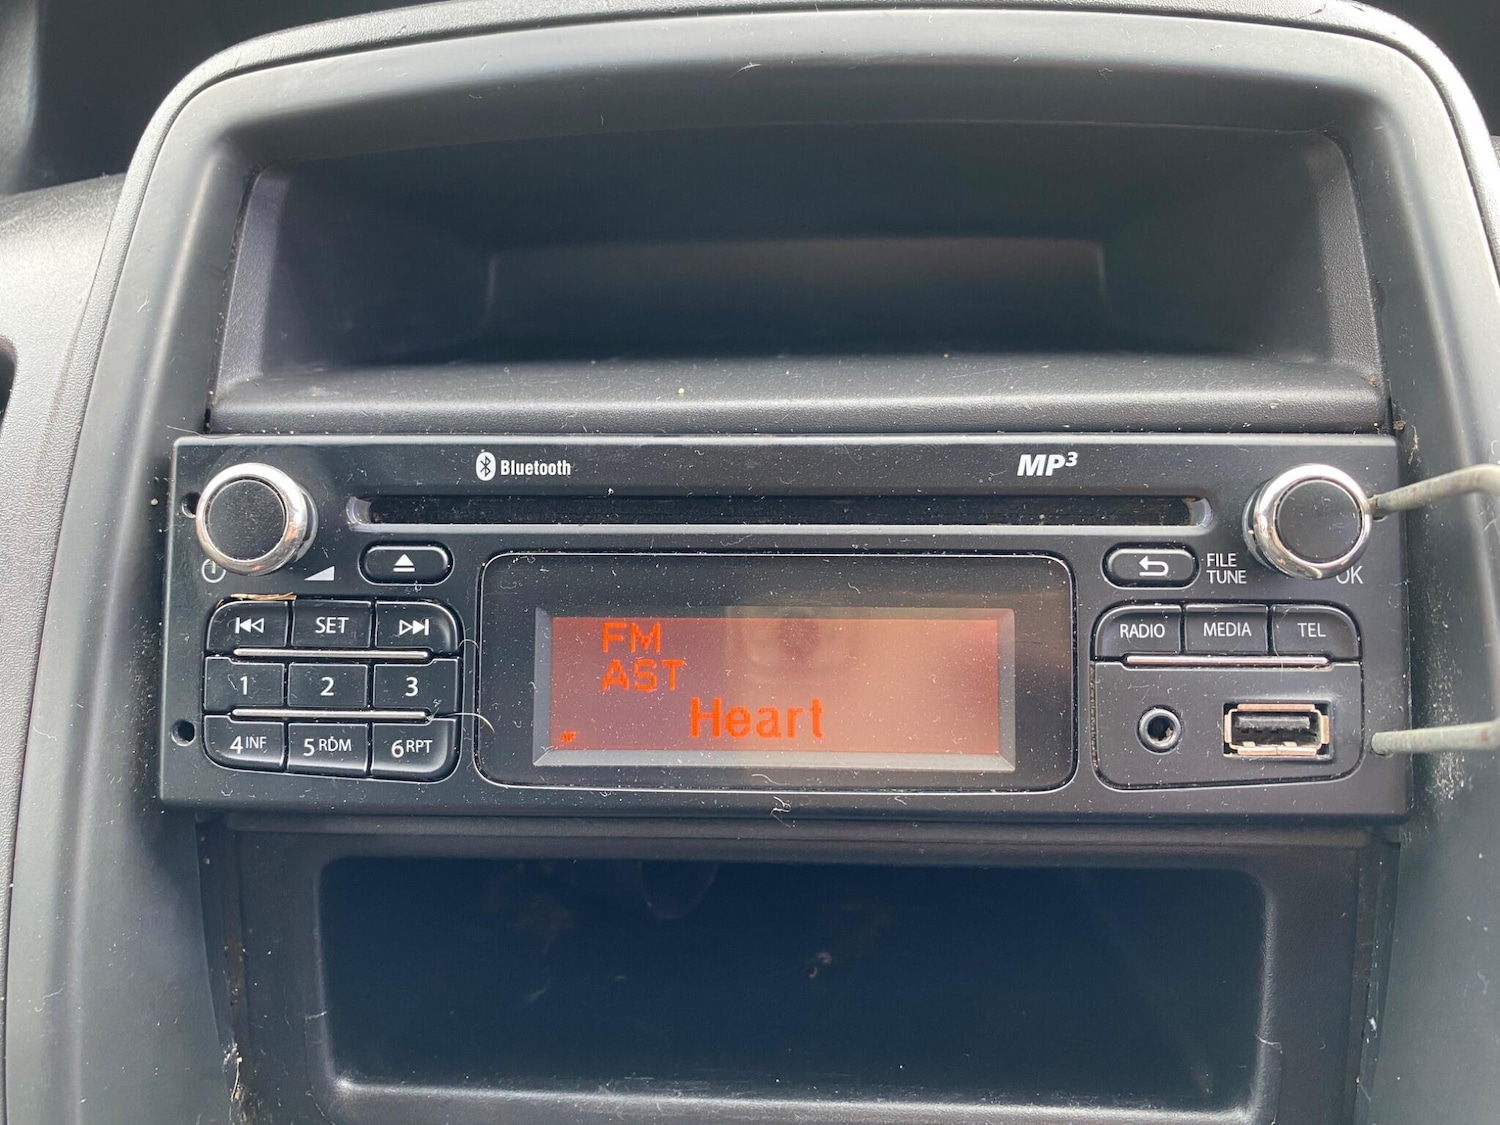 Bluetooth
MP3
FILE
TUNE
OK
SET
RADIO
MEDIA
TEL
FM
AST
Heart
AF
1
2
3
4 INF
5 RDM
6 RPT